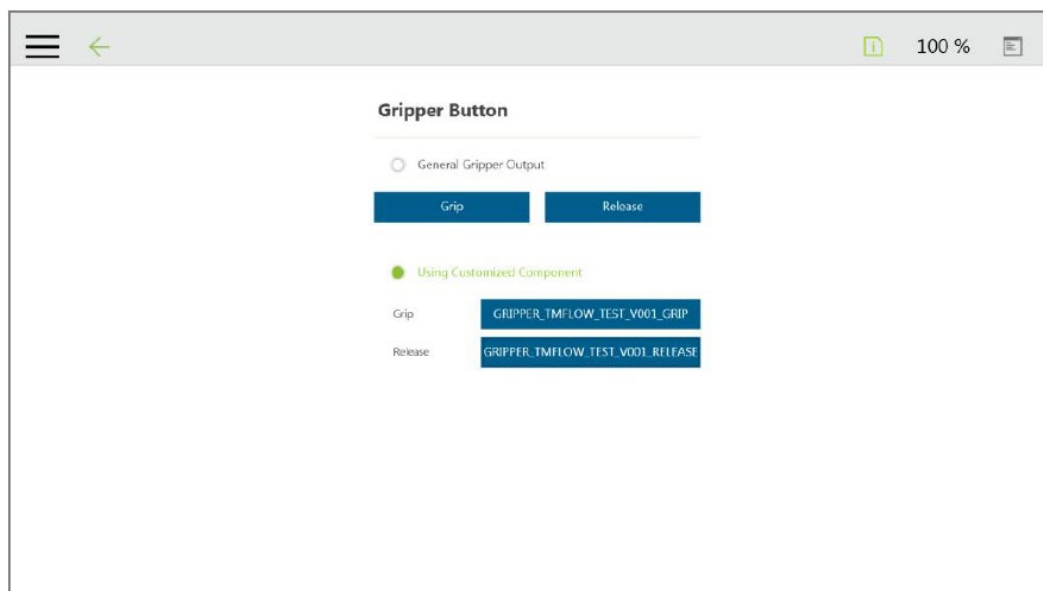 100 %
Gripper Button
General Gripper Output
Grip Release
Using Customized Component
Grip GRIPPER_TMFLOW_TEST_V001_GRIP
Release GRIPPER_TMFLOW_TEST_V001_RELEASE